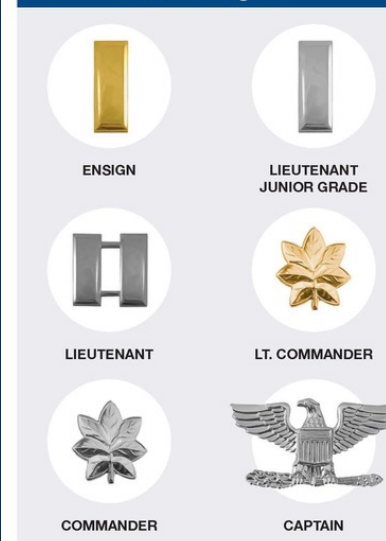 ENSIGN
LIEUTENANT
JUNIOR GRADE
LIEUTENANT
LT. COMMANDER
COMMANDER
CAPTAIN